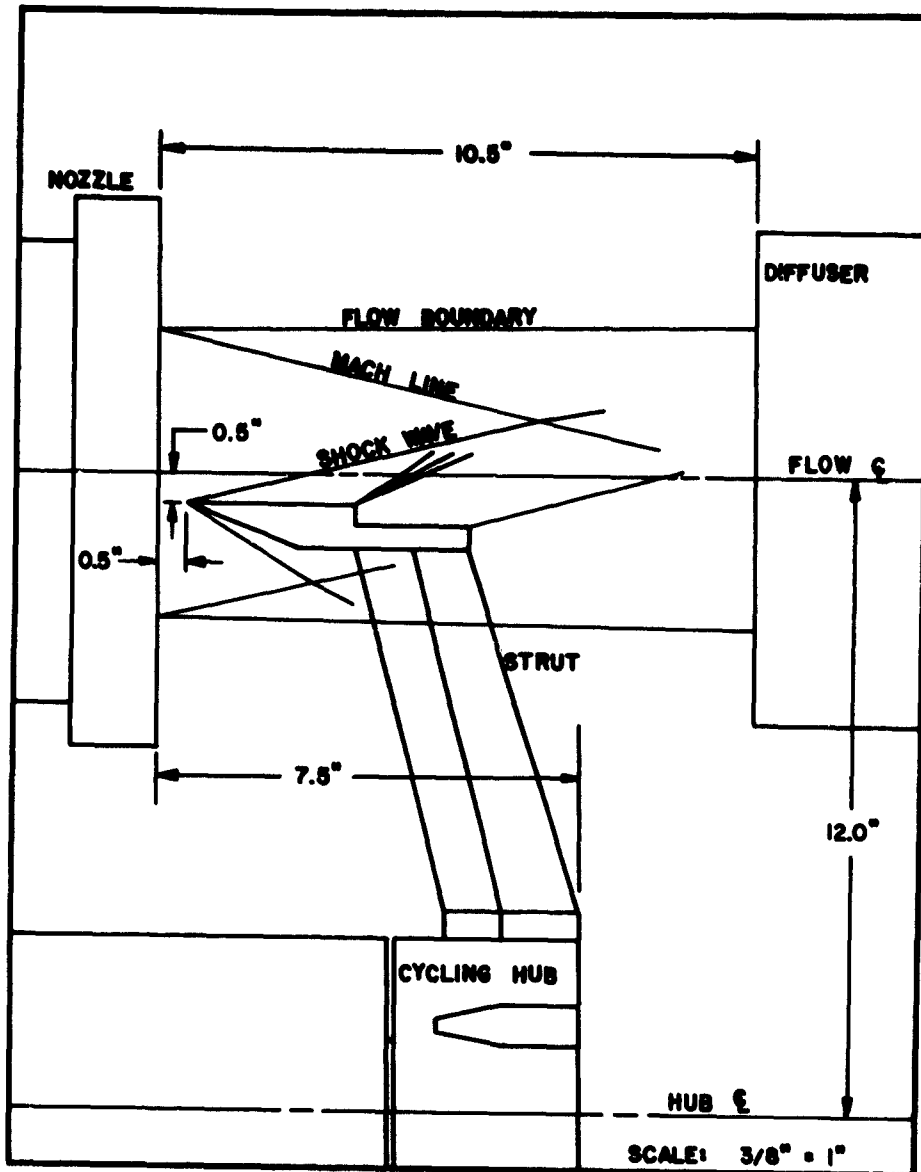 10.5"
NOZZLE
DIFFUSER
FLOW BOUNDARY
MACH LINE
0.5"
SHOCK WAVE
FLOW ℄
0.5"
STRUT
7.5"
12.0"
CYCLING HUB
HUB ℄
SCALE: 3/8" = 1"